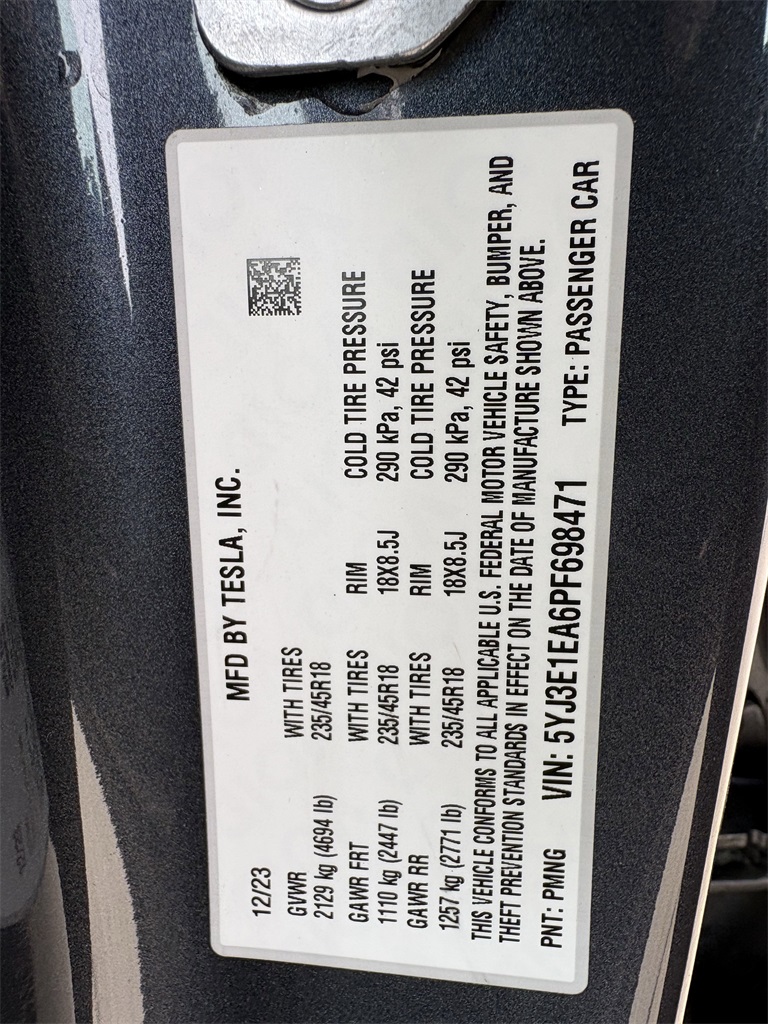 MFD BY TESLA, INC.
12/23
GVWR WITH TIRES
2129 kg (4694 lb) 235/45R18
GAWR FRT WITH TIRES RIM COLD TIRE PRESSURE
1110 kg (2447 lb) 235/45R18 18X8.5J 290 kPa, 42 psi
GAWR RR WITH TIRES RIM COLD TIRE PRESSURE
1257 kg (2771 lb) 235/45R18 18X8.5J 290 kPa, 42 psi
THIS VEHICLE CONFORMS TO ALL APPLICABLE U.S. FEDERAL MOTOR VEHICLE SAFETY, BUMPER, AND
THEFT PREVENTION STANDARDS IN EFFECT ON THE DATE OF MANUFACTURE SHOWN ABOVE.
PNT: PMNG VIN: 5YJ3E1EA6PF698471 TYPE: PASSENGER CAR